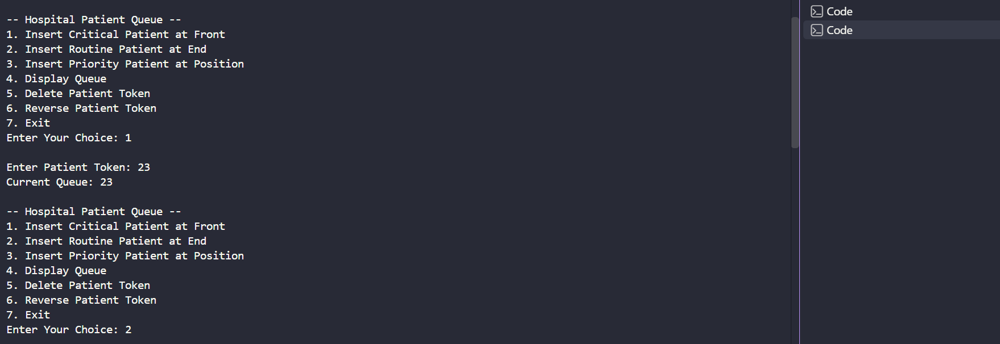 -- Hospital Patient Queue --
1. Insert Critical Patient at Front
2. Insert Routine Patient at End
3. Insert Priority Patient at Position
4. Display Queue
5. Delete Patient Token
6. Reverse Patient Token
7. Exit
Enter Your Choice: 1
Enter Patient Token: 23
Current Queue: 23
-- Hospital Patient Queue --
1. Insert Critical Patient at Front
2. Insert Routine Patient at End
3. Insert Priority Patient at Position
4. Display Queue
5. Delete Patient Token
6. Reverse Patient Token
7. Exit
Enter Your Choice: 2
Code
Code